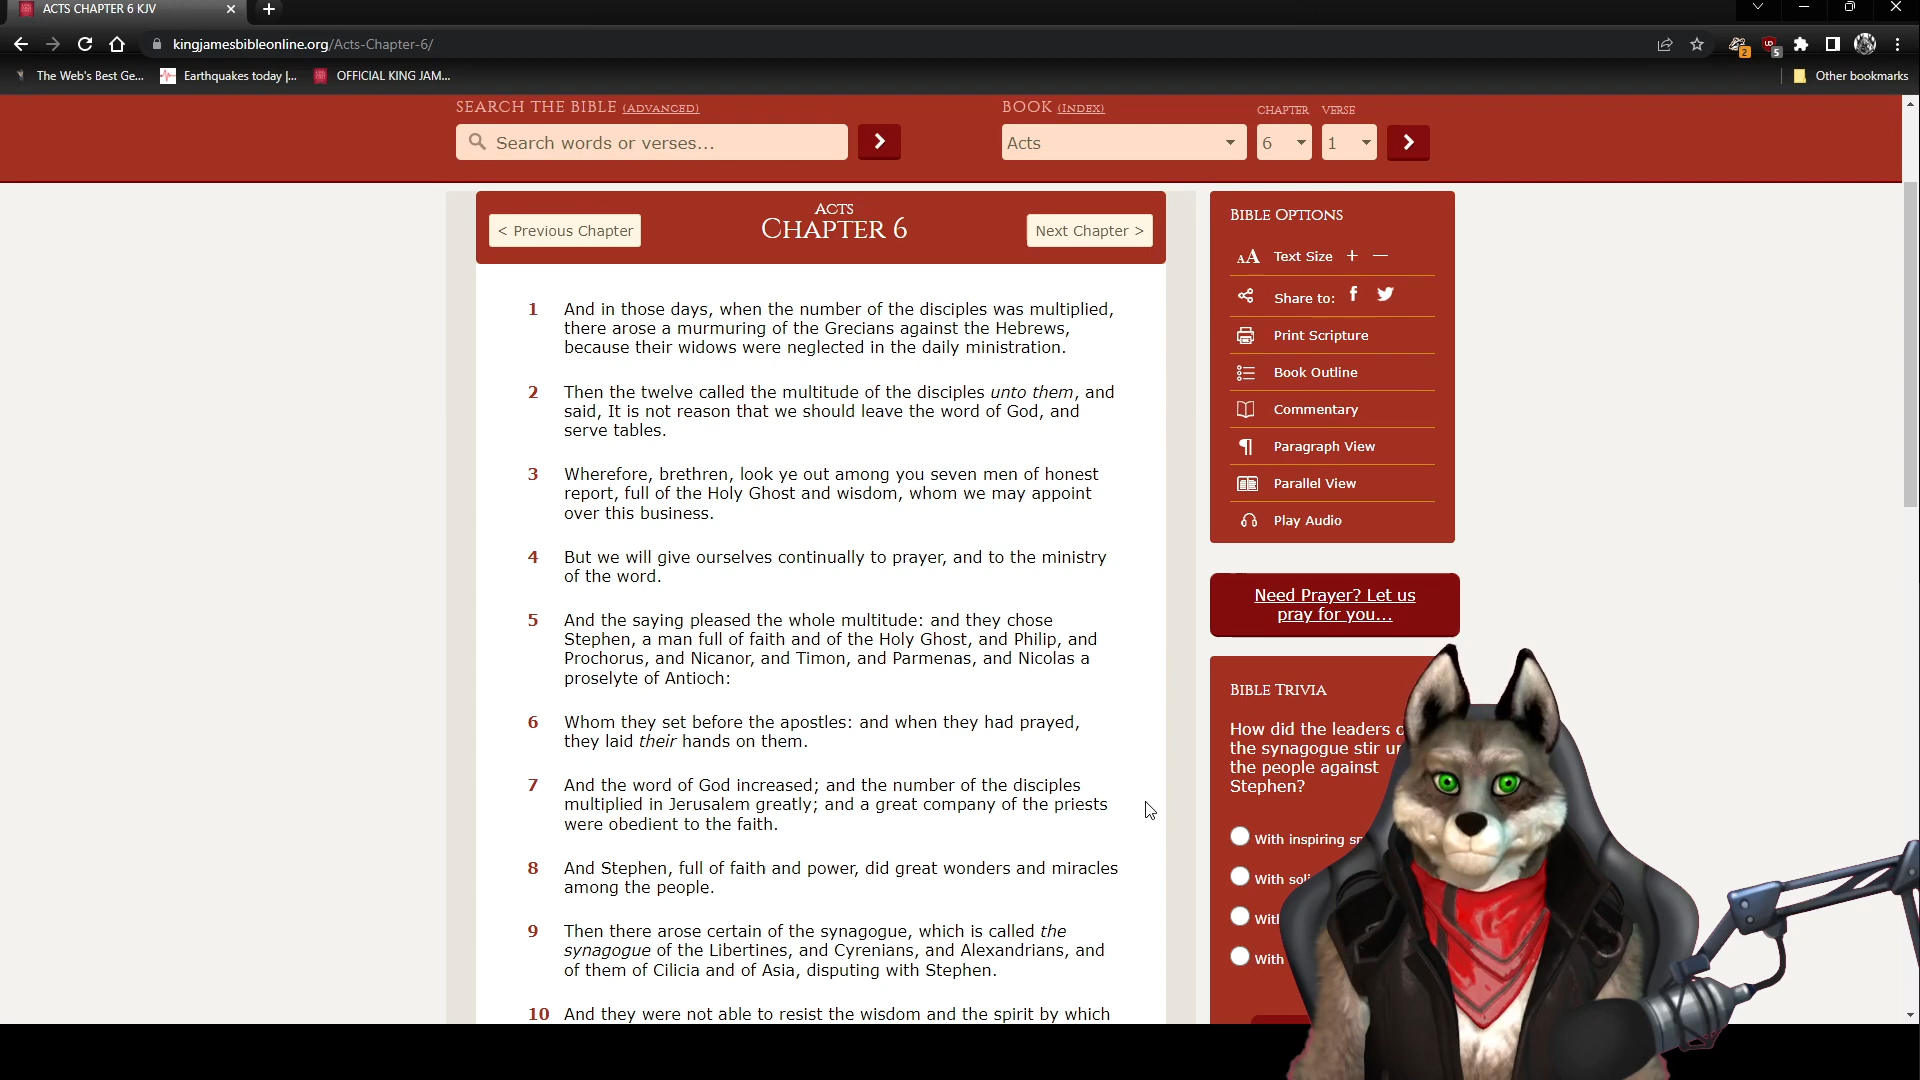 ACTS CHAPTER 6 KJV
kingjamesbibleonline.org/Acts-Chapter-6/
2
5
The Web's Best Ge...
Earthquakes today |...
OFFICIAL KING JAM...
Other bookmarks
SEARCH THE BIBLE (ADVANCED)
BOOK (INDEX)
CHAPTER
VERSE
Search words or verses...
Acts
6
1
ACTS
CHAPTER 6
< Previous Chapter
Next Chapter >
1 And in those days, when the number of the disciples was multiplied,
there arose a murmuring of the Grecians against the Hebrews,
because their widows were neglected in the daily ministration.
2 Then the twelve called the multitude of the disciples unto them, and
said, It is not reason that we should leave the word of God, and
serve tables.
3 Wherefore, brethren, look ye out among you seven men of honest
report, full of the Holy Ghost and wisdom, whom we may appoint
over this business.
4 But we will give ourselves continually to prayer, and to the ministry
of the word.
5 And the saying pleased the whole multitude: and they chose
Stephen, a man full of faith and of the Holy Ghost, and Philip, and
Prochorus, and Nicanor, and Timon, and Parmenas, and Nicolas a
proselyte of Antioch:
6 Whom they set before the apostles: and when they had prayed,
they laid their hands on them.
7 And the word of God increased; and the number of the disciples
multiplied in Jerusalem greatly; and a great company of the priests
were obedient to the faith.
8 And Stephen, full of faith and power, did great wonders and miracles
among the people.
9 Then there arose certain of the synagogue, which is called the
synagogue of the Libertines, and Cyrenians, and Alexandrians, and
of them of Cilicia and of Asia, disputing with Stephen.
10 And they were not able to resist the wisdom and the spirit by which
BIBLE OPTIONS
AA Text Size + —
Share to:
Print Scripture
Book Outline
Commentary
Paragraph View
Parallel View
Play Audio
Need Prayer? Let us
pray for you...
BIBLE TRIVIA
How did the leaders
the synagogue stir
the people against
Stephen?
With inspiring
With
With